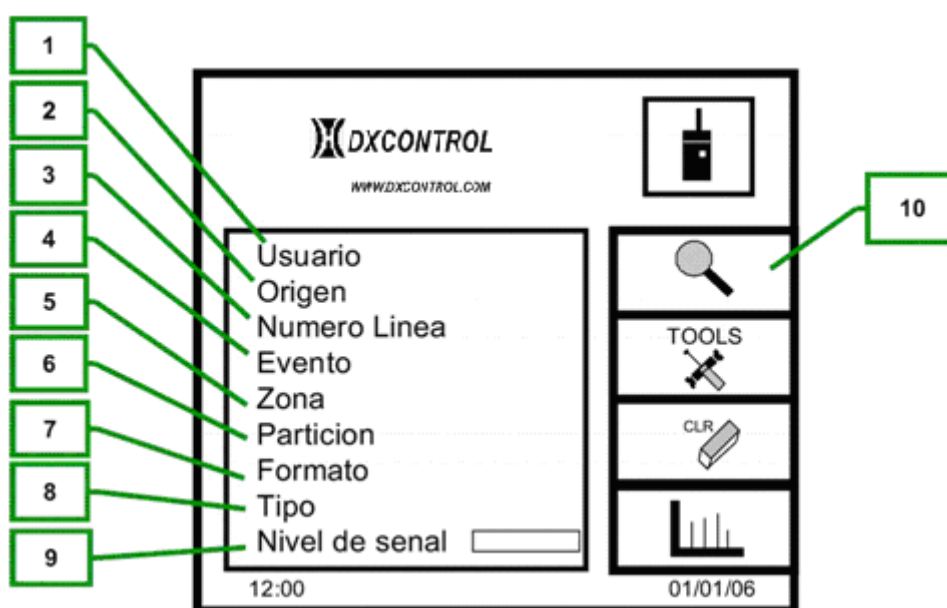 1
2
3
4
5
6
7
8
9
10
DXCONTROL
WWW.DXCONTROL.COM
Usuario
Origen
Numero Linea
Evento
Zona
Particion
Formato
Tipo
Nivel de senal
TOOLS
CLR
12:00
01/01/06